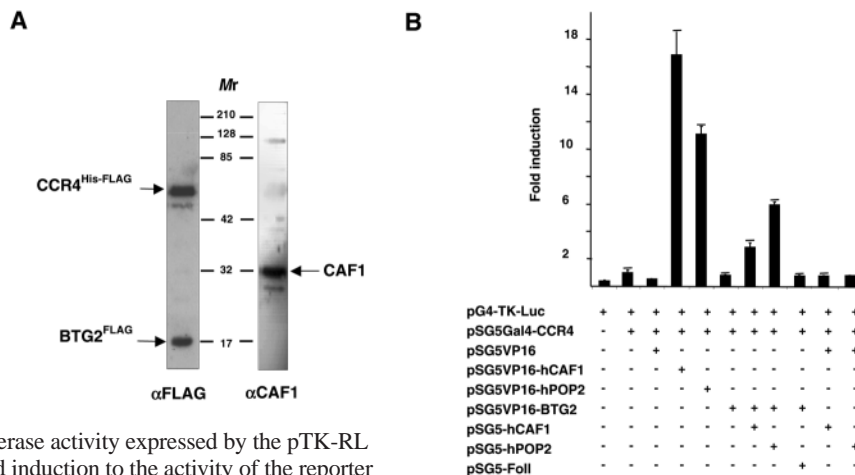 A
Mr
210
128
85
CCR4His-FLAG
42
32
CAF1
BTG2FLAG
17
αFLAG
αCAF1
erase activity expressed by the pTK-RL
d induction to the activity of the reporter
B
18
14
10
6
2
Fold induction
pG4-TK-Luc + + + + + + + + + + +
pSG5Gal4-CCR4 - + + + + + + + + + +
pSG5VP16 - - + - - - - - - + +
pSG5VP16-hCAF1 - - - + - - - - - - -
pSG5VP16-hPOP2 - - - - + - - - - - -
pSG5VP16-BTG2 - - - - - + + + + - -
pSG5-hCAF1 - - - - - - + - - + -
pSG5-hPOP2 - - - - - - - + - - +
pSG5-FoII - - - - - - - - + - -